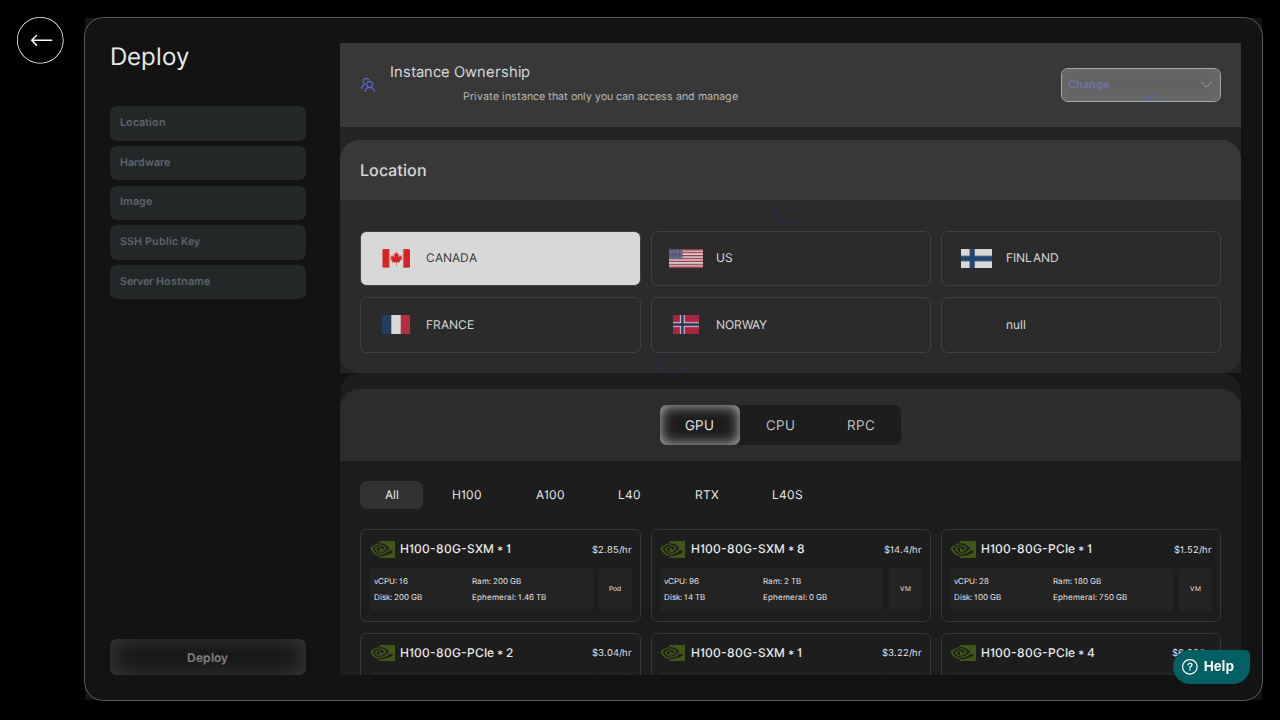 Deploy
Location
Hardware
Image
SSH Public Key
Server Hostname
Deploy
Instance Ownership
Private instance that only you can access and manage
Change
Location
CANADA
US
FINLAND
FRANCE
NORWAY
null
GPU
CPU
RPC
All
H100
A100
L40
RTX
L40S
H100-80G-SXM * 1
$2.85/hr
vCPU: 16
Ram: 200 GB
Disk: 200 GB
Ephemeral: 1.46 TB
Pod
H100-80G-SXM * 8
$14.4/hr
vCPU: 96
Ram: 2 TB
Disk: 14 TB
Ephemeral: 0 GB
VM
H100-80G-PCIe * 1
$1.52/hr
vCPU: 28
Ram: 180 GB
Disk: 100 GB
Ephemeral: 750 GB
VM
H100-80G-PCIe * 2
$3.04/hr
H100-80G-SXM * 1
$3.22/hr
H100-80G-PCIe * 4
Help